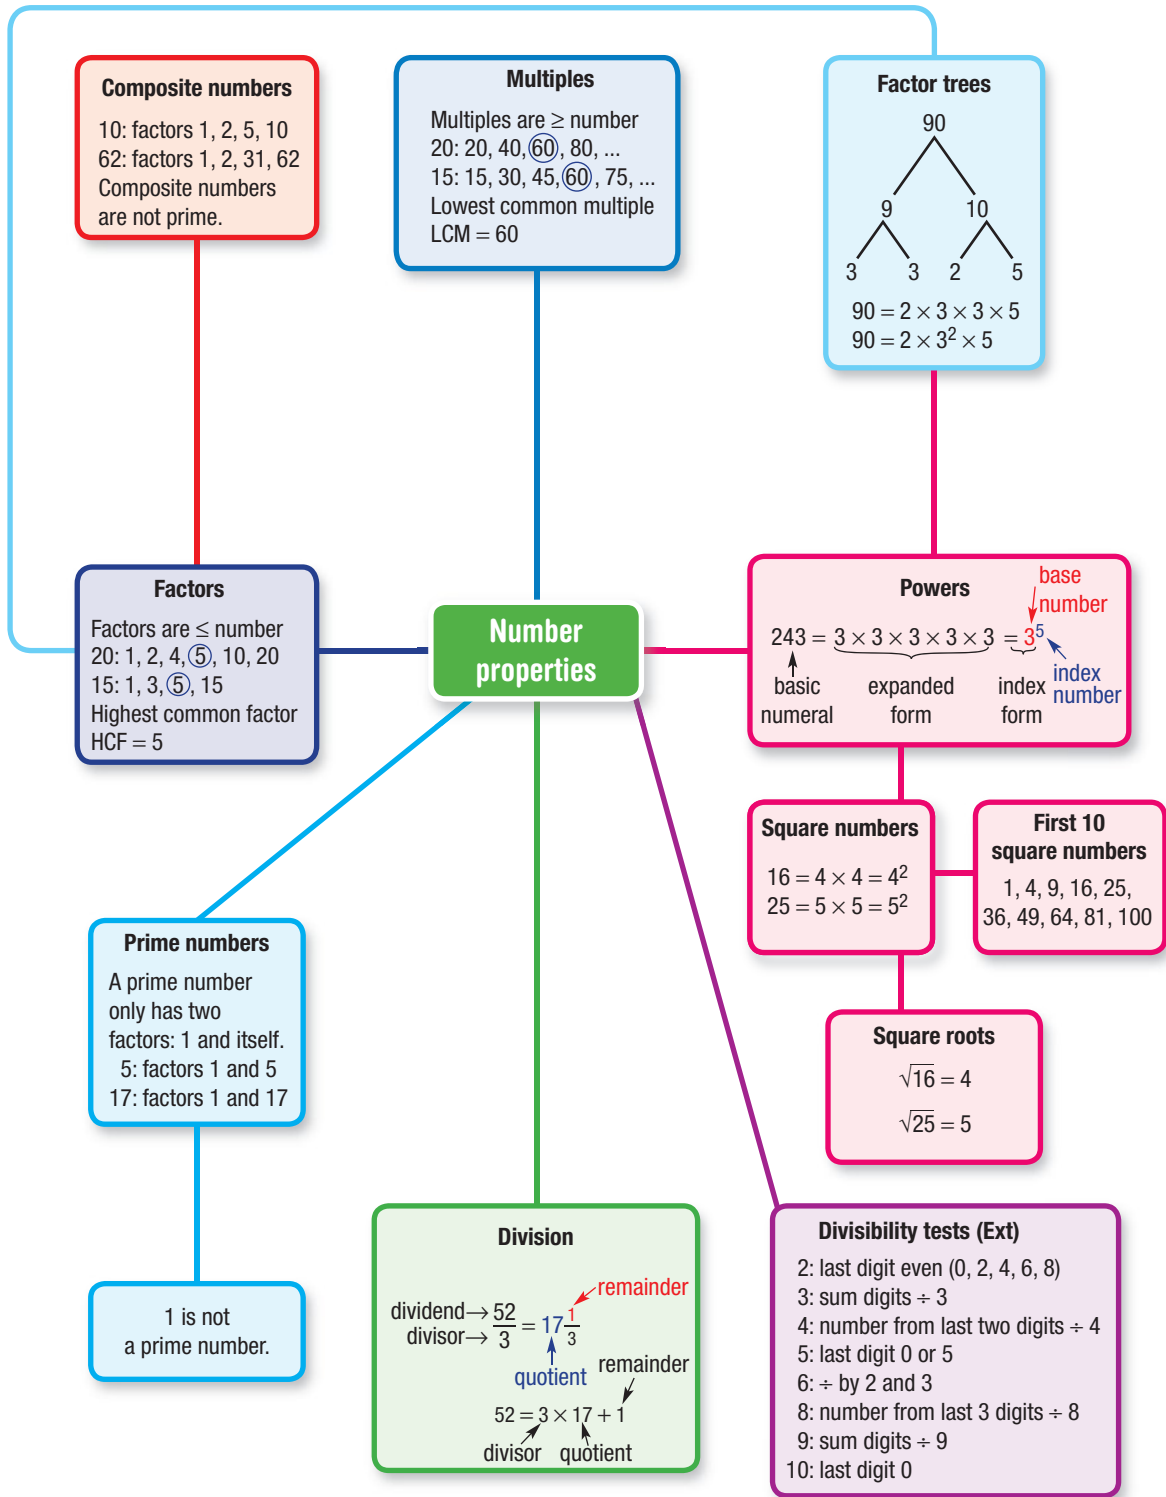 Composite numbers
10: factors 1, 2, 5, 10
62: factors 1, 2, 31, 62
Composite numbers
are not prime.
Multiples
Multiples are ≥ number
20: 20, 40, 60, 80, ...
15: 15, 30, 45, 60, 75, ...
Lowest common multiple
LCM = 60
Factor trees
90
9 10
3 3 2 5
90 = 2 × 3 × 3 × 5
90 = 2 × 3² × 5
Factors
Factors are ≤ number
20: 1, 2, 4, 5, 10, 20
15: 1, 3, 5, 15
Highest common factor
HCF = 5
Number
properties
Powers
base
number
243 = 3 × 3 × 3 × 3 × 3 = 3⁵
basic
numeral
expanded
form
index
form
index
number
Square numbers
16 = 4 × 4 = 4²
25 = 5 × 5 = 5²
First 10
square numbers
1, 4, 9, 16, 25,
36, 49, 64, 81, 100
Square roots
√16 = 4
√25 = 5
Prime numbers
A prime number
only has two
factors: 1 and itself.
5: factors 1 and 5
17: factors 1 and 17
1 is not
a prime number.
Division
remainder
dividend→ 52/3 = 17 1/3
divisor→
quotient
remainder
52 = 3 × 17 + 1
divisor quotient
Divisibility tests (Ext)
2: last digit even (0, 2, 4, 6, 8)
3: sum digits ÷ 3
4: number from last two digits ÷ 4
5: last digit 0 or 5
6: ÷ by 2 and 3
8: number from last 3 digits ÷ 8
9: sum digits ÷ 9
10: last digit 0